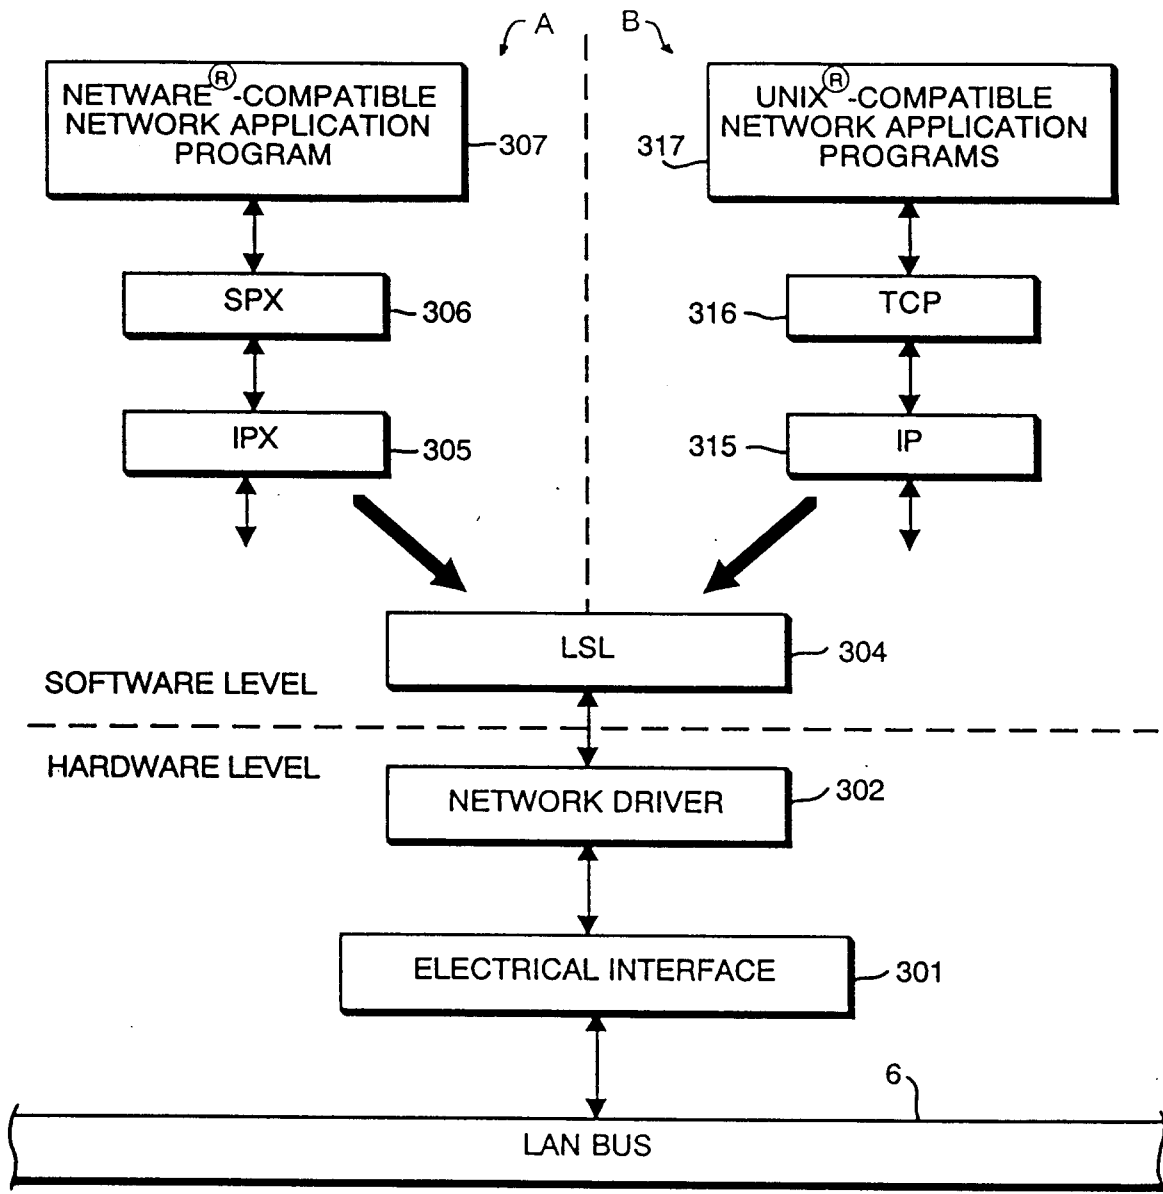 A
B
NETWARE®-COMPATIBLE
NETWORK APPLICATION
PROGRAM
307
317
UNIX®-COMPATIBLE
NETWORK APPLICATION
PROGRAMS
SPX
306
316
TCP
IPX
305
315
IP
LSL
304
SOFTWARE LEVEL
HARDWARE LEVEL
NETWORK DRIVER
302
ELECTRICAL INTERFACE
301
6
LAN BUS